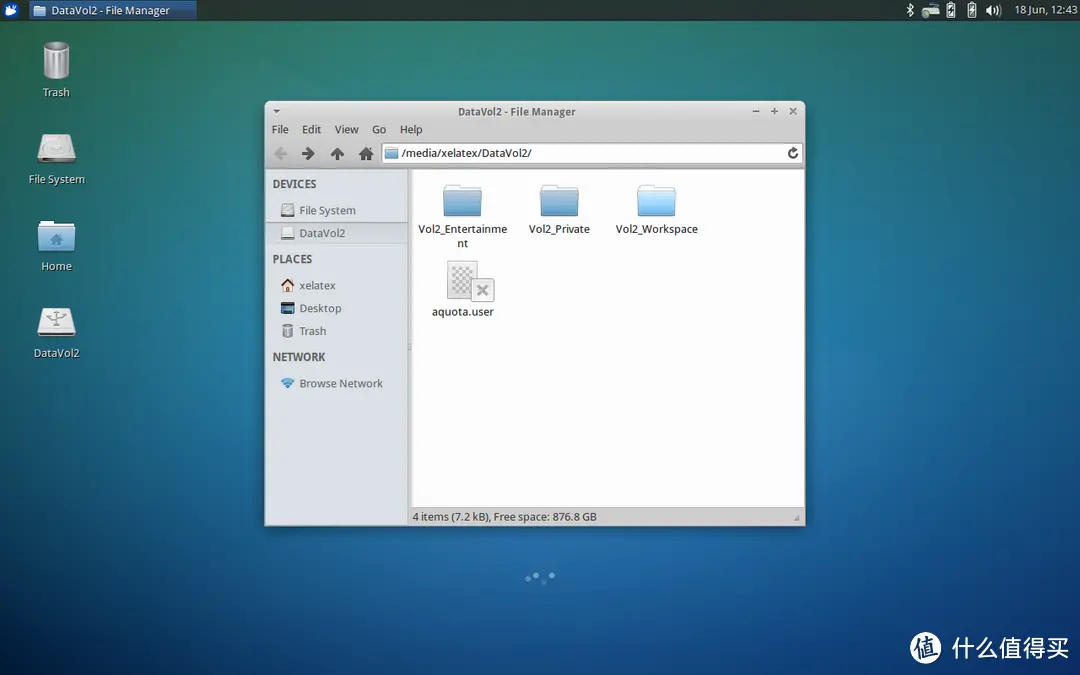 DataVol2 - File Manager
18 Jun, 12:43
Trash
File System
Home
DataVol2
DataVol2 - File Manager
File Edit View Go Help
/media/xelatex/DataVol2/
DEVICES
File System
DataVol2
PLACES
xelatex
Desktop
Trash
NETWORK
Browse Network
Vol2_Entertainme
nt
Vol2_Private
Vol2_Workspace
aquota.user
4 items (7.2 kB), Free space: 876.8 GB
值 什么值得买